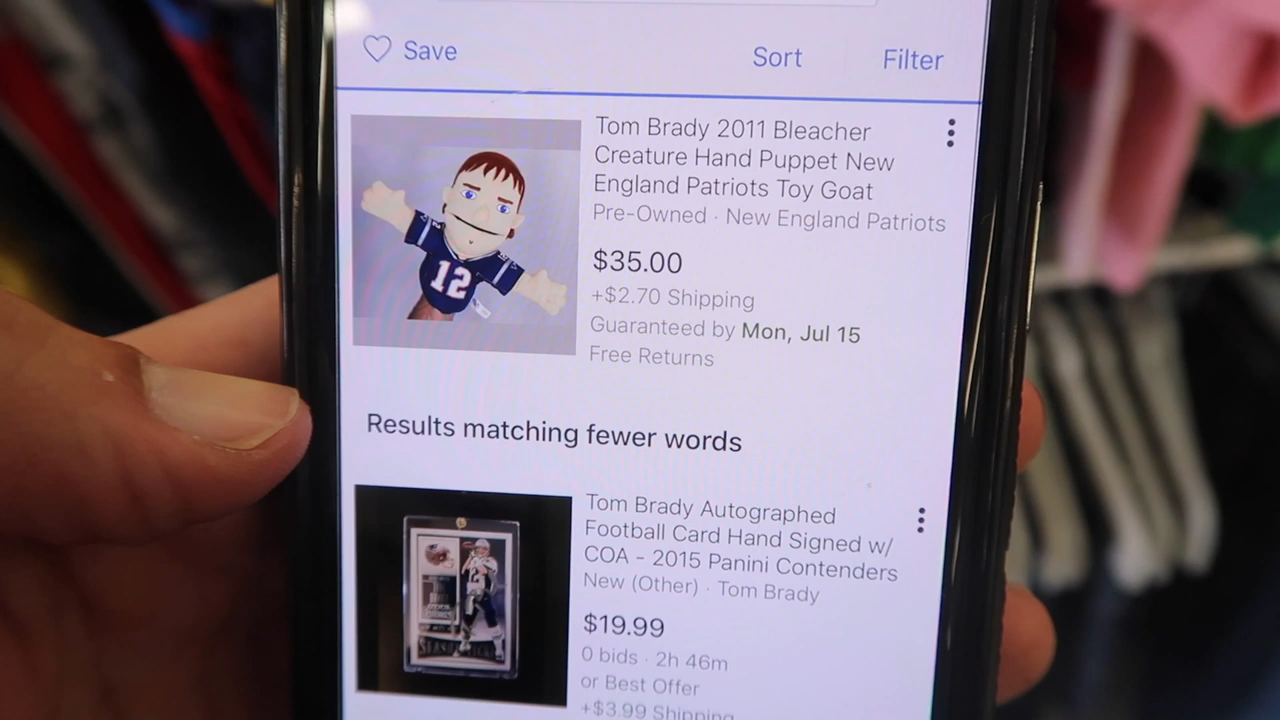 Save
Sort
Filter
Tom Brady 2011 Bleacher
Creature Hand Puppet New
England Patriots Toy Goat
Pre-Owned · New England Patriots
$35.00
+$2.70 Shipping
Guaranteed by Mon, Jul 15
Free Returns
12
Results matching fewer words
Tom Brady Autographed
Football Card Hand Signed w/
COA - 2015 Panini Contenders
New (Other) · Tom Brady
$19.99
0 bids · 2h 46m
or Best Offer
+$3.99 Shipping